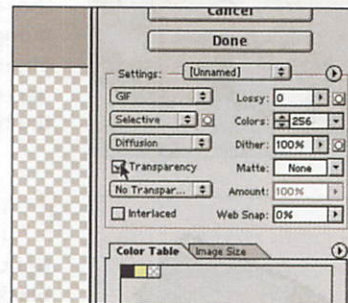 Cancel
Done
Settings: [Unnamed]
GIF Lossy: 0
Selective Colors: 256
Diffusion Dither: 100%
Transparency Matte: None
No Transpar... Amount: 100%
Interlaced Web Snap: 0%
Color Table Image Size